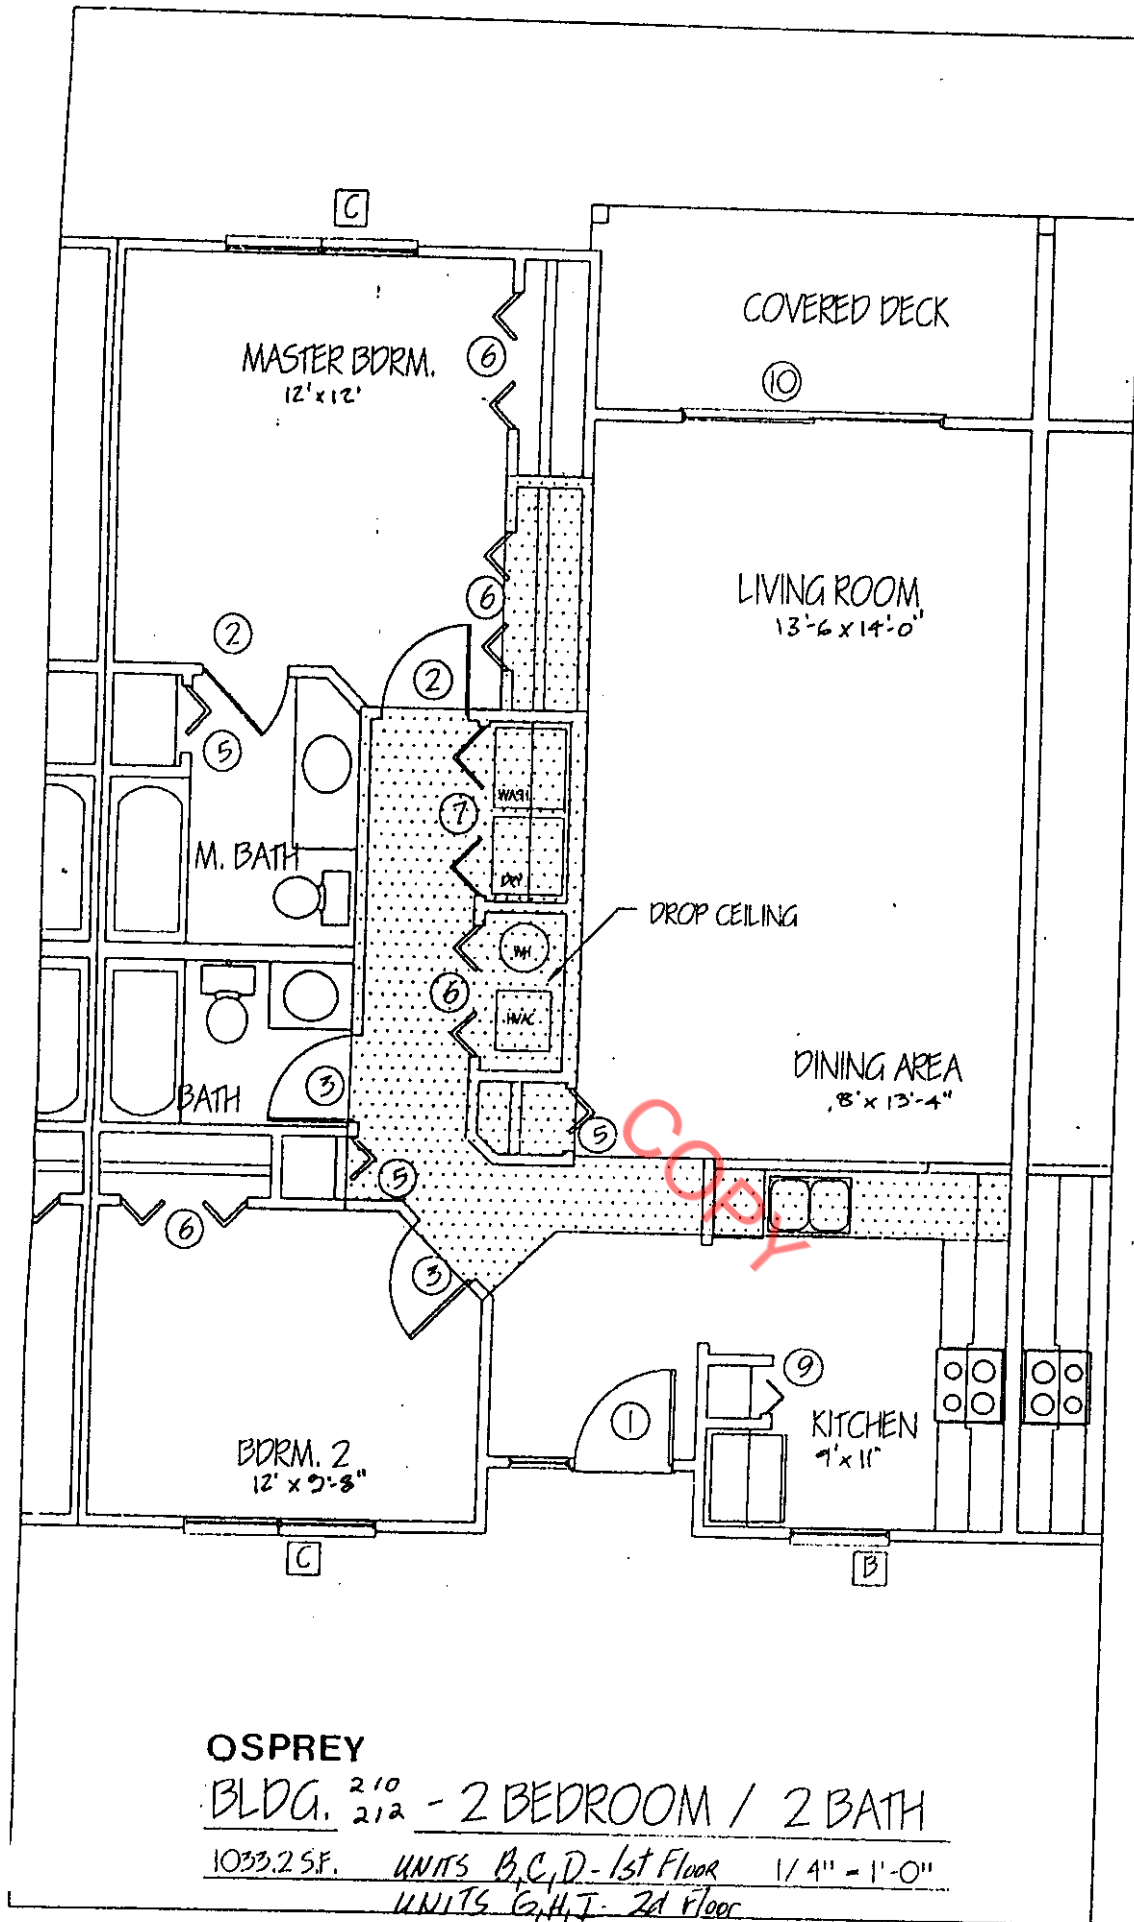 C
COVERED DECK
MASTER BDRM.
12' x 12'
6
10
LIVING ROOM
13'-6 x 14'-0"
6
2
2
5
WASH
7
M. BATH
DRY
DROP CEILING
WH
6
HVAC
DINING AREA
8' x 13'-4"
3
BATH
5
COPY
5
6
3
9
1
KITCHEN
9' x 11'
BDRM. 2
12' x 9'-8"
C
B
OSPREY
BLDG. 210 212 - 2 BEDROOM / 2 BATH
1033.2 S.F. UNITS B,C,D - 1st Floor 1/4" = 1'-0"
UNITS G,H,I - 2d Floor